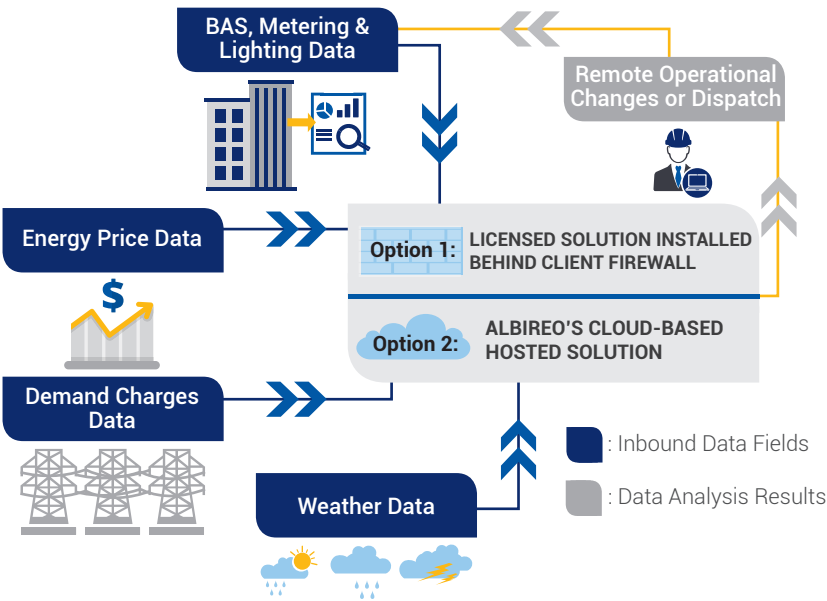 BAS, Metering &
Lighting Data
Remote Operational
Changes or Dispatch
Energy Price Data
Option 1:
LICENSED SOLUTION INSTALLED
BEHIND CLIENT FIREWALL
$
Option 2:
ALBIREO'S CLOUD-BASED
HOSTED SOLUTION
Demand Charges
Data
: Inbound Data Fields
Weather Data
: Data Analysis Results